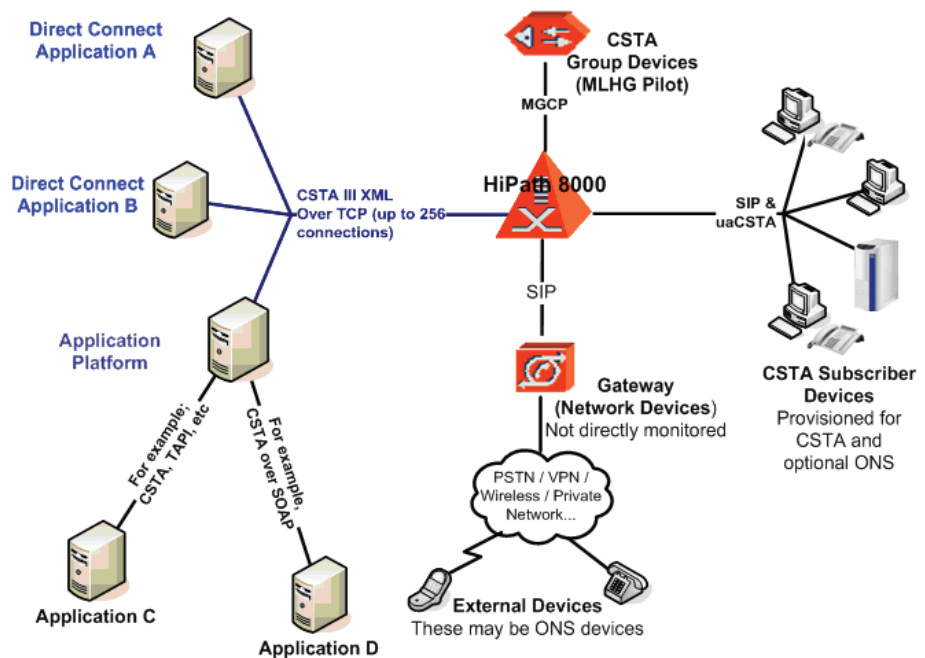 Direct Connect
Application A
CSTA
Group Devices
(MLHG Pilot)
MGCP
Direct Connect
Application B
CSTA III XML
Over TCP (up to 256
connections)
HiPath 8000
SIP &
uaCSTA
SIP
Application
Platform
Gateway
(Network Devices)
Not directly monitored
CSTA Subscriber
Devices
Provisioned for
CSTA and
optional ONS
For example;
CSTA, TAPI, etc
For example,
CSTA over SOAP
PSTN / VPN /
Wireless / Private
Network...
Application C
Application D
External Devices
These may be ONS devices